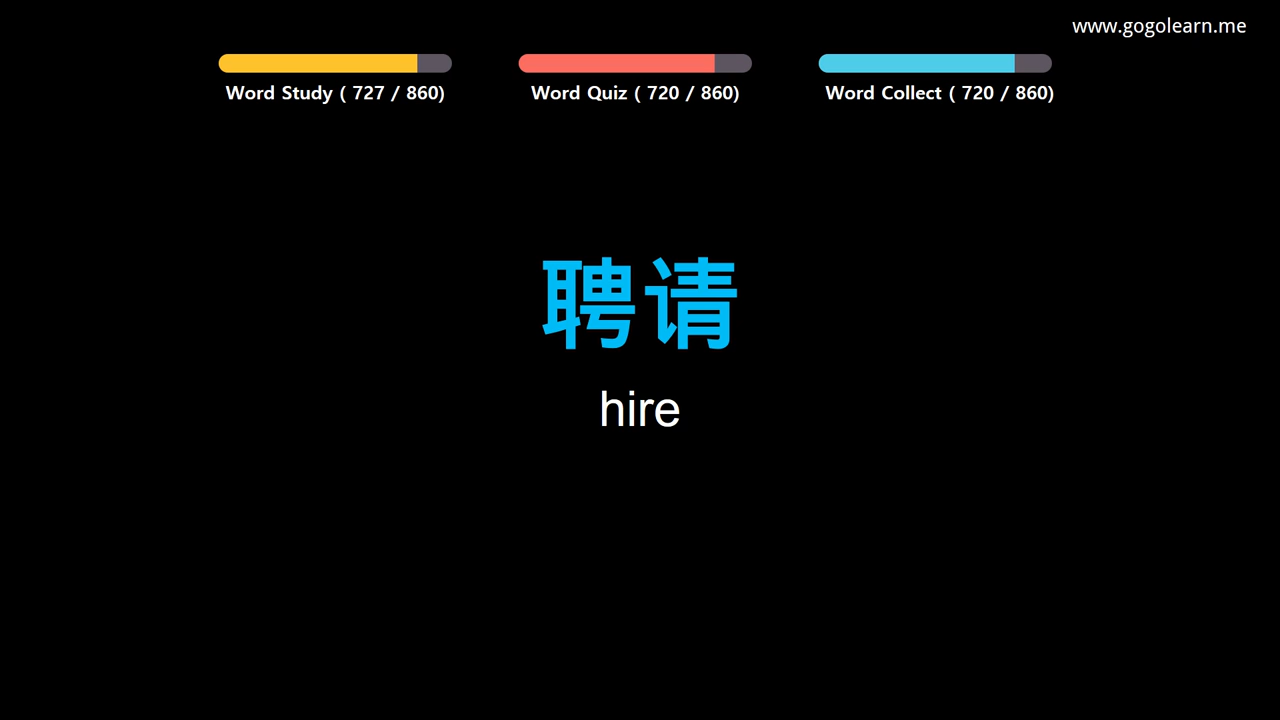 www.gogolearn.me
Word Study ( 727 / 860)
Word Quiz ( 720 / 860)
Word Collect ( 720 / 860)
聘请
hire